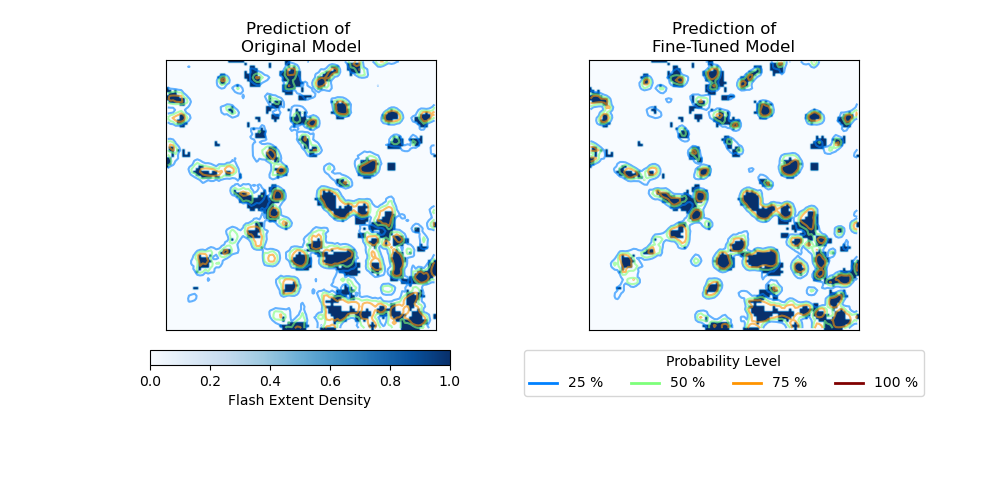 Prediction of
Original Model
Prediction of
Fine-Tuned Model
0.0 0.2 0.4 0.6 0.8 1.0
Flash Extent Density
Probability Level
25 % 50 % 75 % 100 %